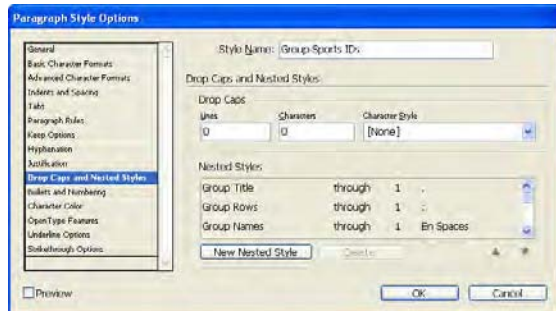 Paragraph Style Options
General
Basic Character Formats
Advanced Character Formats
Indents and Spacing
Tabs
Paragraph Rules
Keep Options
Hyphenation
Justification
Drop Caps and Nested Styles
Bullets and Numbering
Character Color
OpenType Features
Underline Options
Strikethrough Options
Style Name: Group Sports IDs
Drop Caps and Nested Styles
Drop Caps
Lines Characters Character Style
0 0 [None]
Nested Styles
Group Title through 1 .
Group Rows through 1 :
Group Names through 1 En Spaces
New Nested Style Delete
Preview OK Cancel